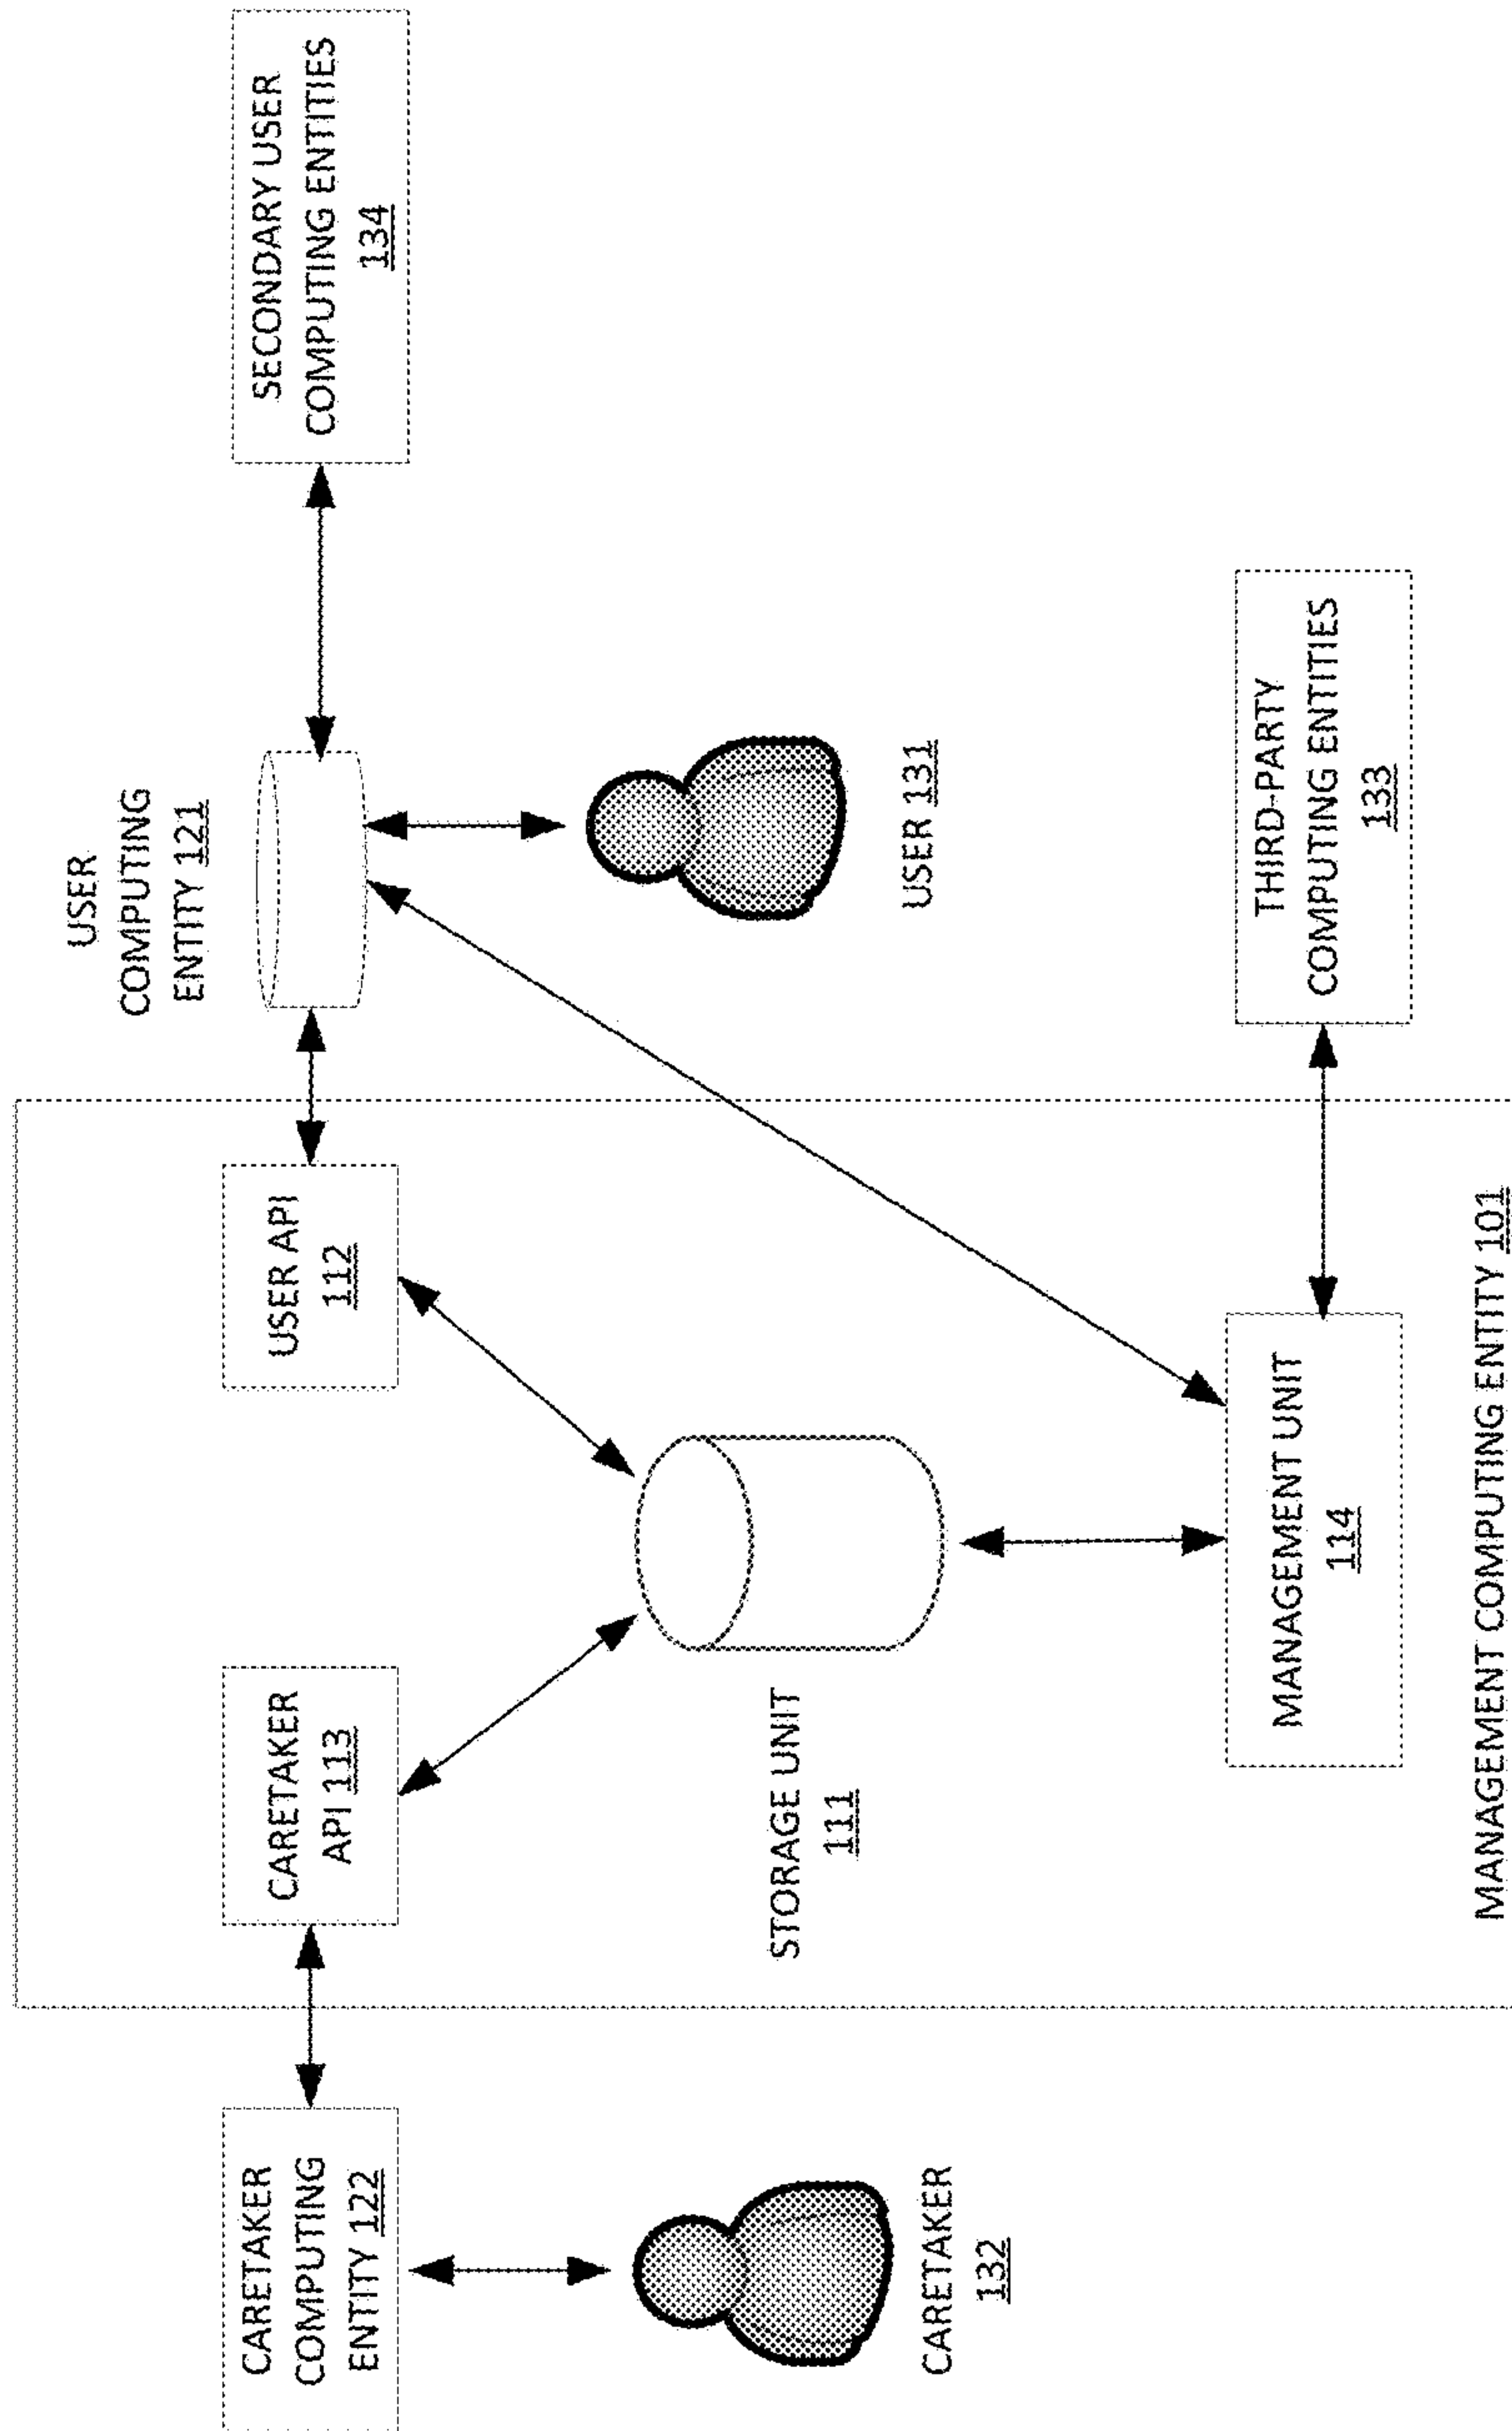 CARETAKER
COMPUTING
ENTITY 122
CARETAKER
132
CARETAKER
API 113
USER API
112
STORAGE UNIT
111
MANAGEMENT UNIT
114
MANAGEMENT COMPUTING ENTITY 101
USER
COMPUTING
ENTITY 121
USER 131
SECONDARY USER
COMPUTING ENTITIES
134
THIRD-PARTY
COMPUTING ENTITIES
133